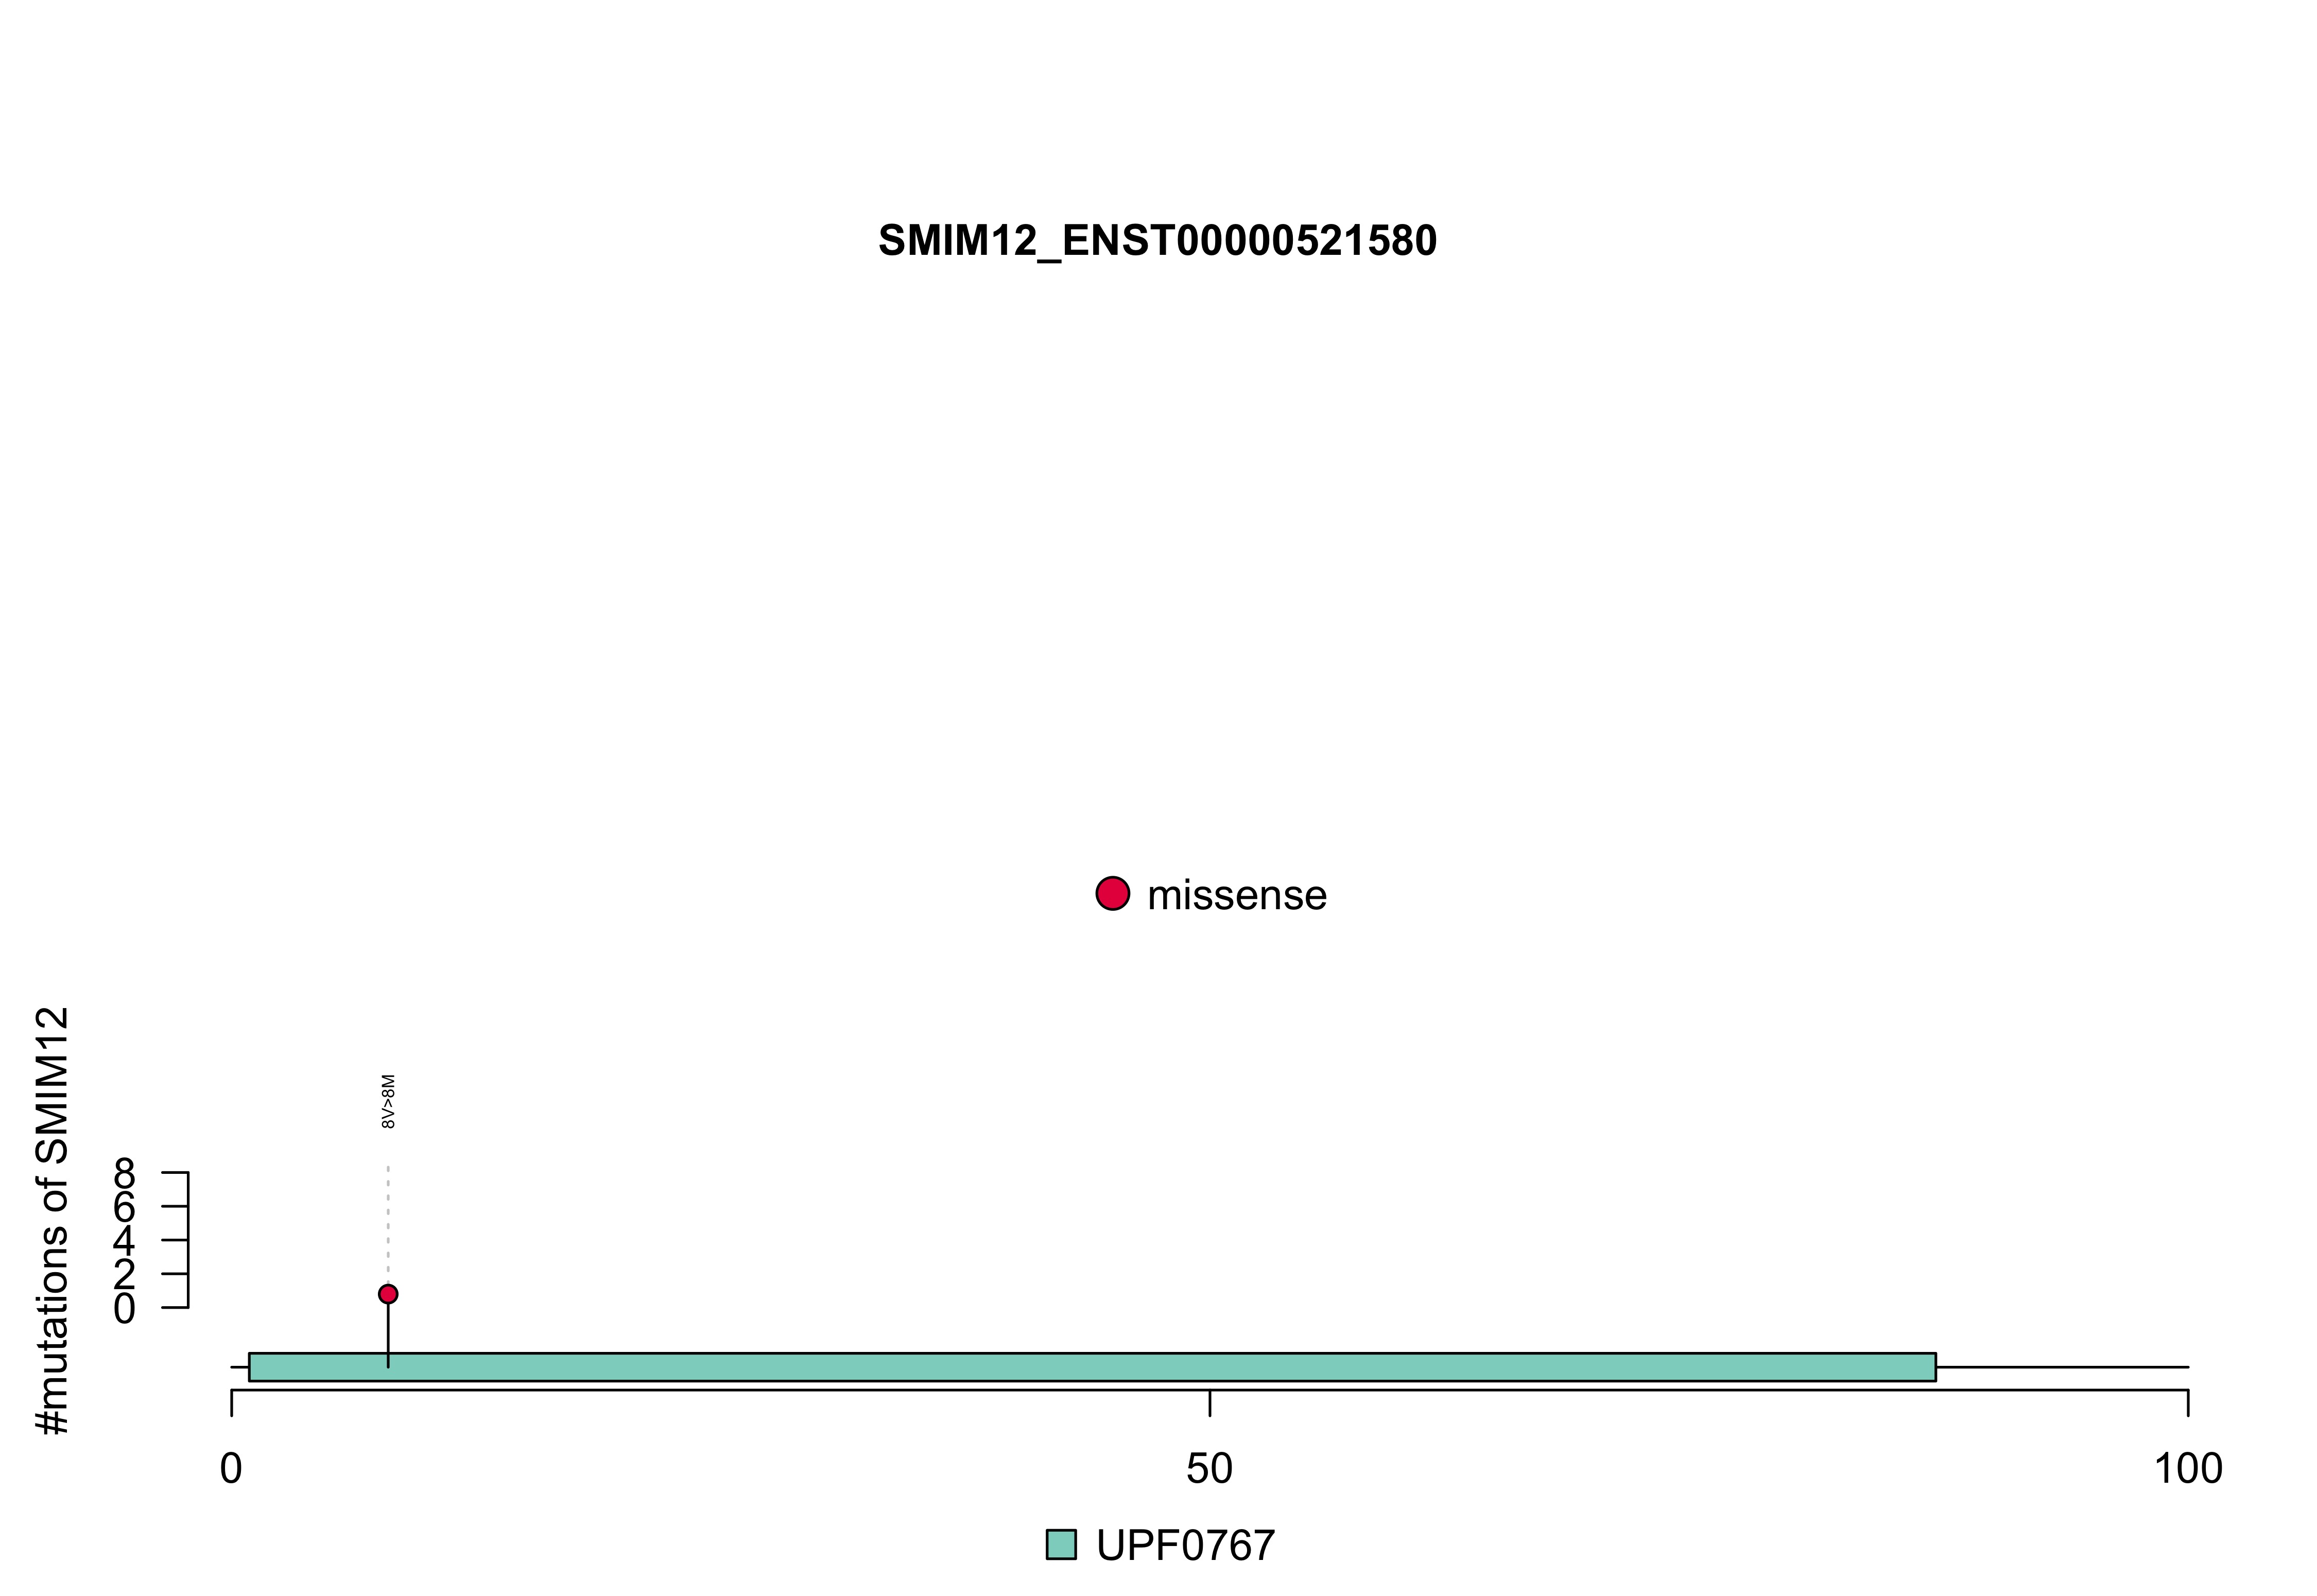 SMIM12_ENST00000521580
missense
#mutations of SMIM12
8V>8M
8
6
4
2
0
0 50 100
UPF0767